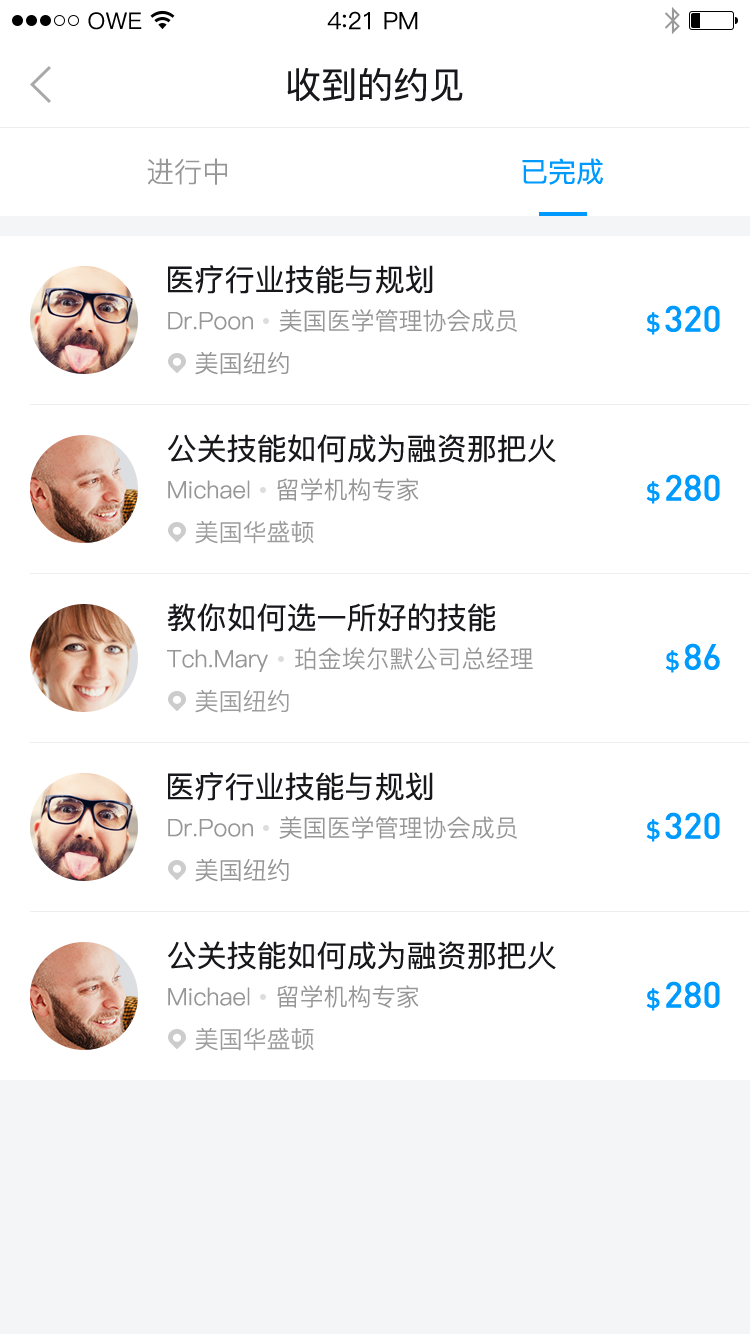 OWE 4:21 PM
收到的约见
进行中 已完成
医疗行业技能与规划
Dr.Poon • 美国医学管理协会成员
$320
美国纽约
公关技能如何成为融资那把火
Michael • 留学机构专家
$280
美国华盛顿
教你如何选一所好的技能
Tch.Mary • 珀金埃尔默公司总经理
$86
美国纽约
医疗行业技能与规划
Dr.Poon • 美国医学管理协会成员
$320
美国纽约
公关技能如何成为融资那把火
Michael • 留学机构专家
$280
美国华盛顿